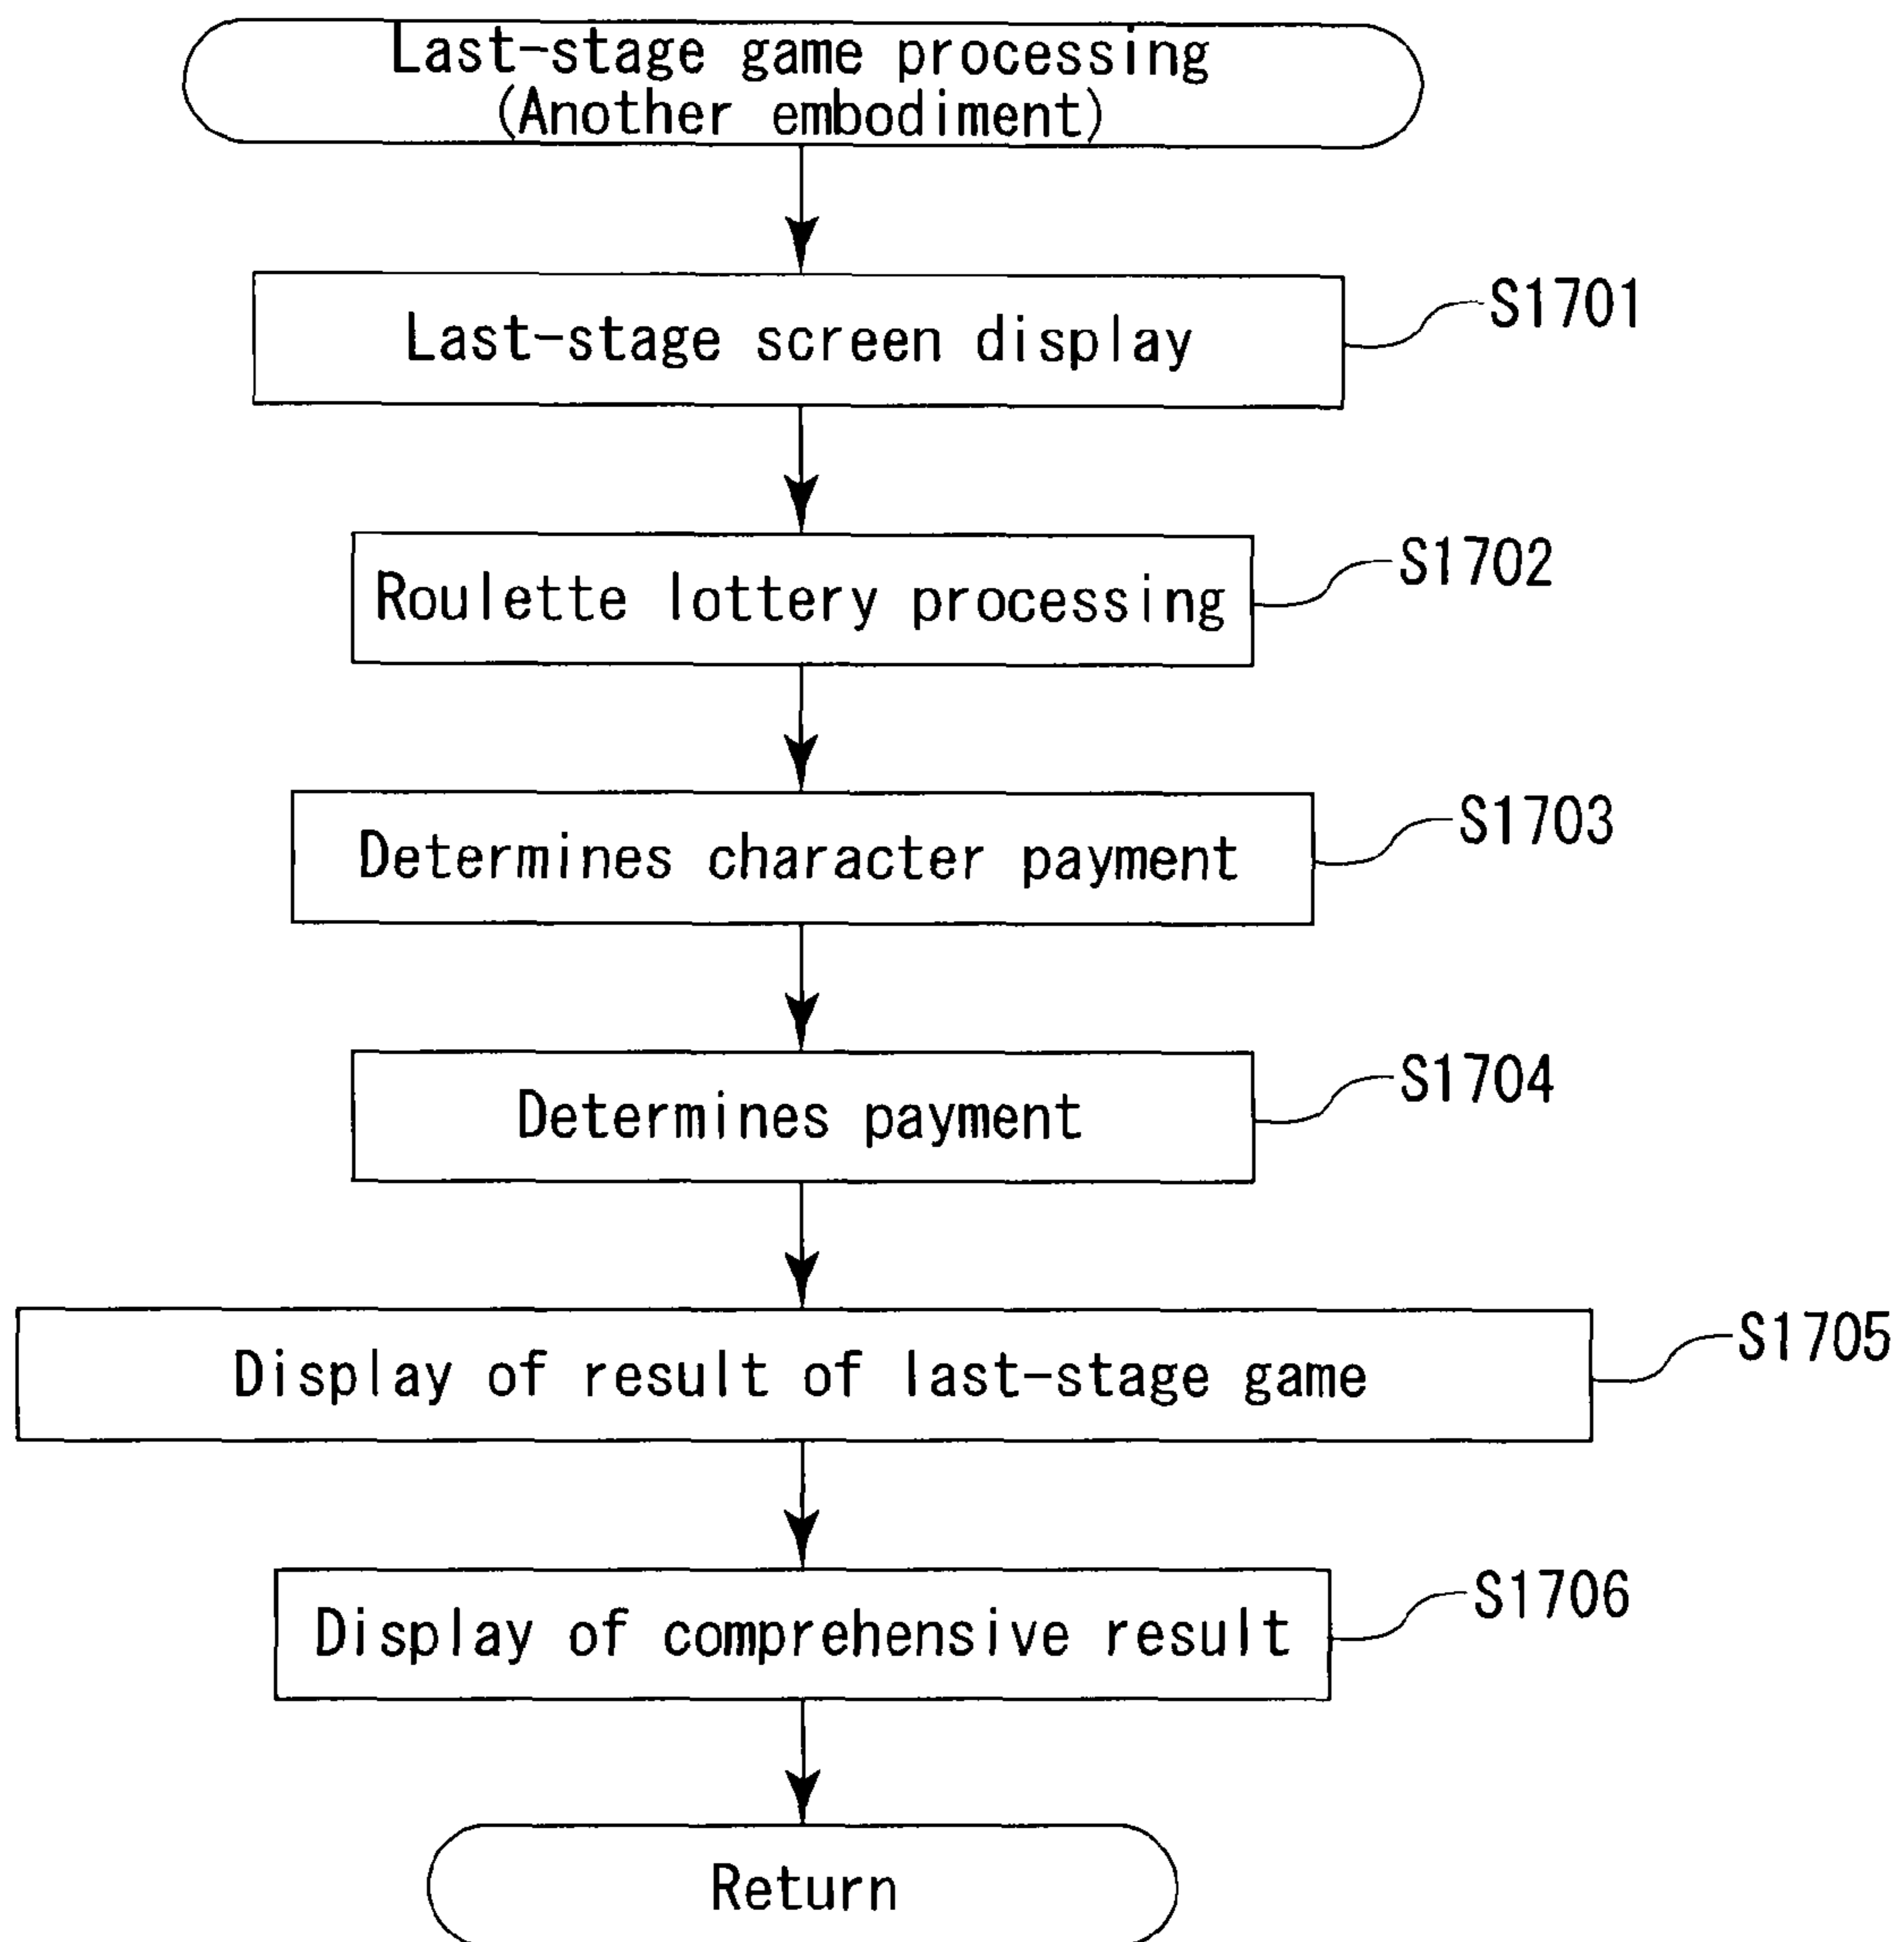 Last-stage game processing
(Another embodiment)
Last-stage screen display
S1701
Roulette lottery processing
S1702
Determines character payment
S1703
Determines payment
S1704
Display of result of last-stage game
S1705
Display of comprehensive result
S1706
Return